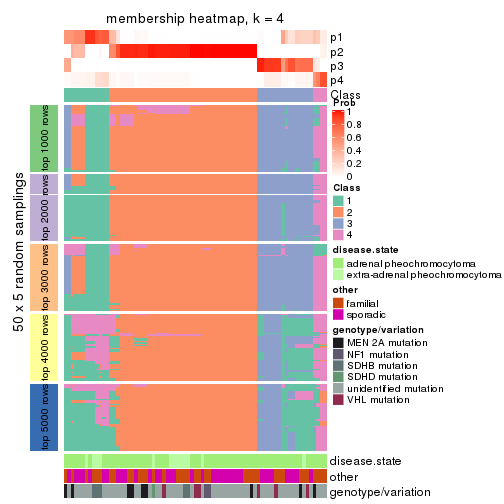 membership heatmap, k = 4
p1
p2
p3
p4
Class
50 x 5 random samplings
top 1000 rows
top 2000 rows
top 3000 rows
top 4000 rows
top 5000 rows
disease.state
other
genotype/variation
Prob
1
0.8
0.6
0.4
0.2
0
Class
1
2
3
4
disease.state
adrenal pheochromocytoma
extra-adrenal pheochromocytoma
other
familial
sporadic
genotype/variation
MEN 2A mutation
NF1 mutation
SDHB mutation
SDHD mutation
unidentified mutation
VHL mutation